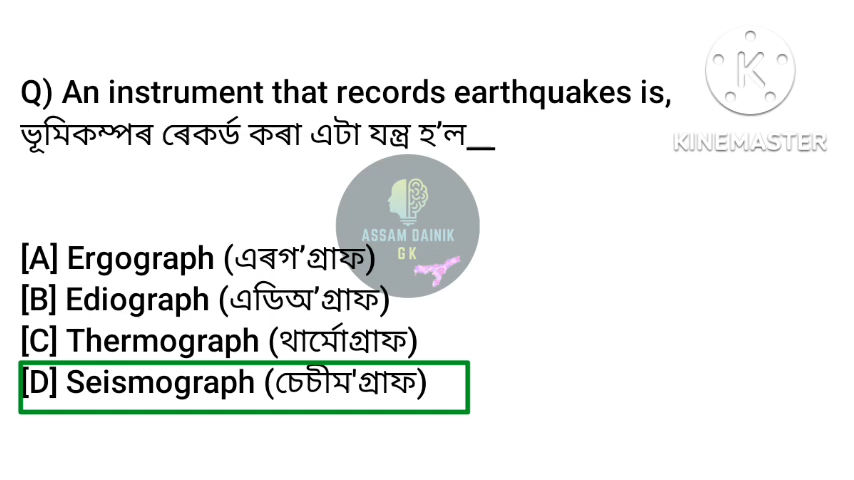 Q) An instrument that records earthquakes is,
ভূমিকম্পৰ ৰেকৰ্ড কৰা এটা যন্ত্ৰ হ’ল__
KINEMASTER
ASSAM DAINIK
GK
[A] Ergograph (এৰগ’গ্ৰাফ)
[B] Ediograph (এডিঅ’গ্ৰাফ)
[C] Thermograph (থাৰ্মোগ্ৰাফ)
[D] Seismograph (চেচীম'গ্ৰাফ)